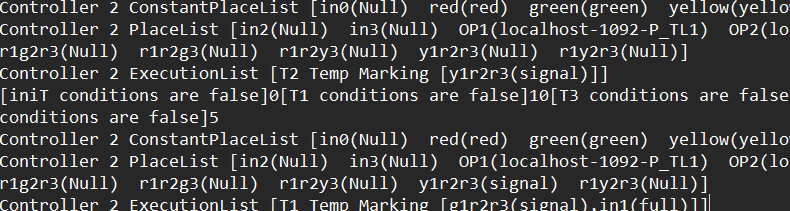 Controller 2 ConstantPlaceList [in0(Null)  red(Null)  green(green)  yellow(yello
Controller 2 PlaceList [in2(Null)  in3(Null)  OP1(localhost-1092-P_TL1)  OP2(lo
r1g2r3(Null)  r1r2g3(Null)  r1r2y3(Null)  y1r2r3(Null)  r1y2r3(Null)]
Controller 2 ExecutionList [T2 Temp Marking [y1r2r3(signal)]]
[iniT conditions are false]0[T1 conditions are false]10[T3 conditions are false
conditions are false]5
Controller 2 ConstantPlaceList [in0(Null)  red(red)  green(green)  yellow(yello
Controller 2 PlaceList [in2(Null)  in3(Null)  OP1(localhost-1092-P_TL1)  OP2(lo
r1g2r3(Null)  r1r2g3(Null)  r1r2y3(Null)  y1r2r3(signal)  r1y2r3(Null)]
Controller 2 ExecutionList [T1 Temp Marking [g1r2r3(signal),in1(full)]]